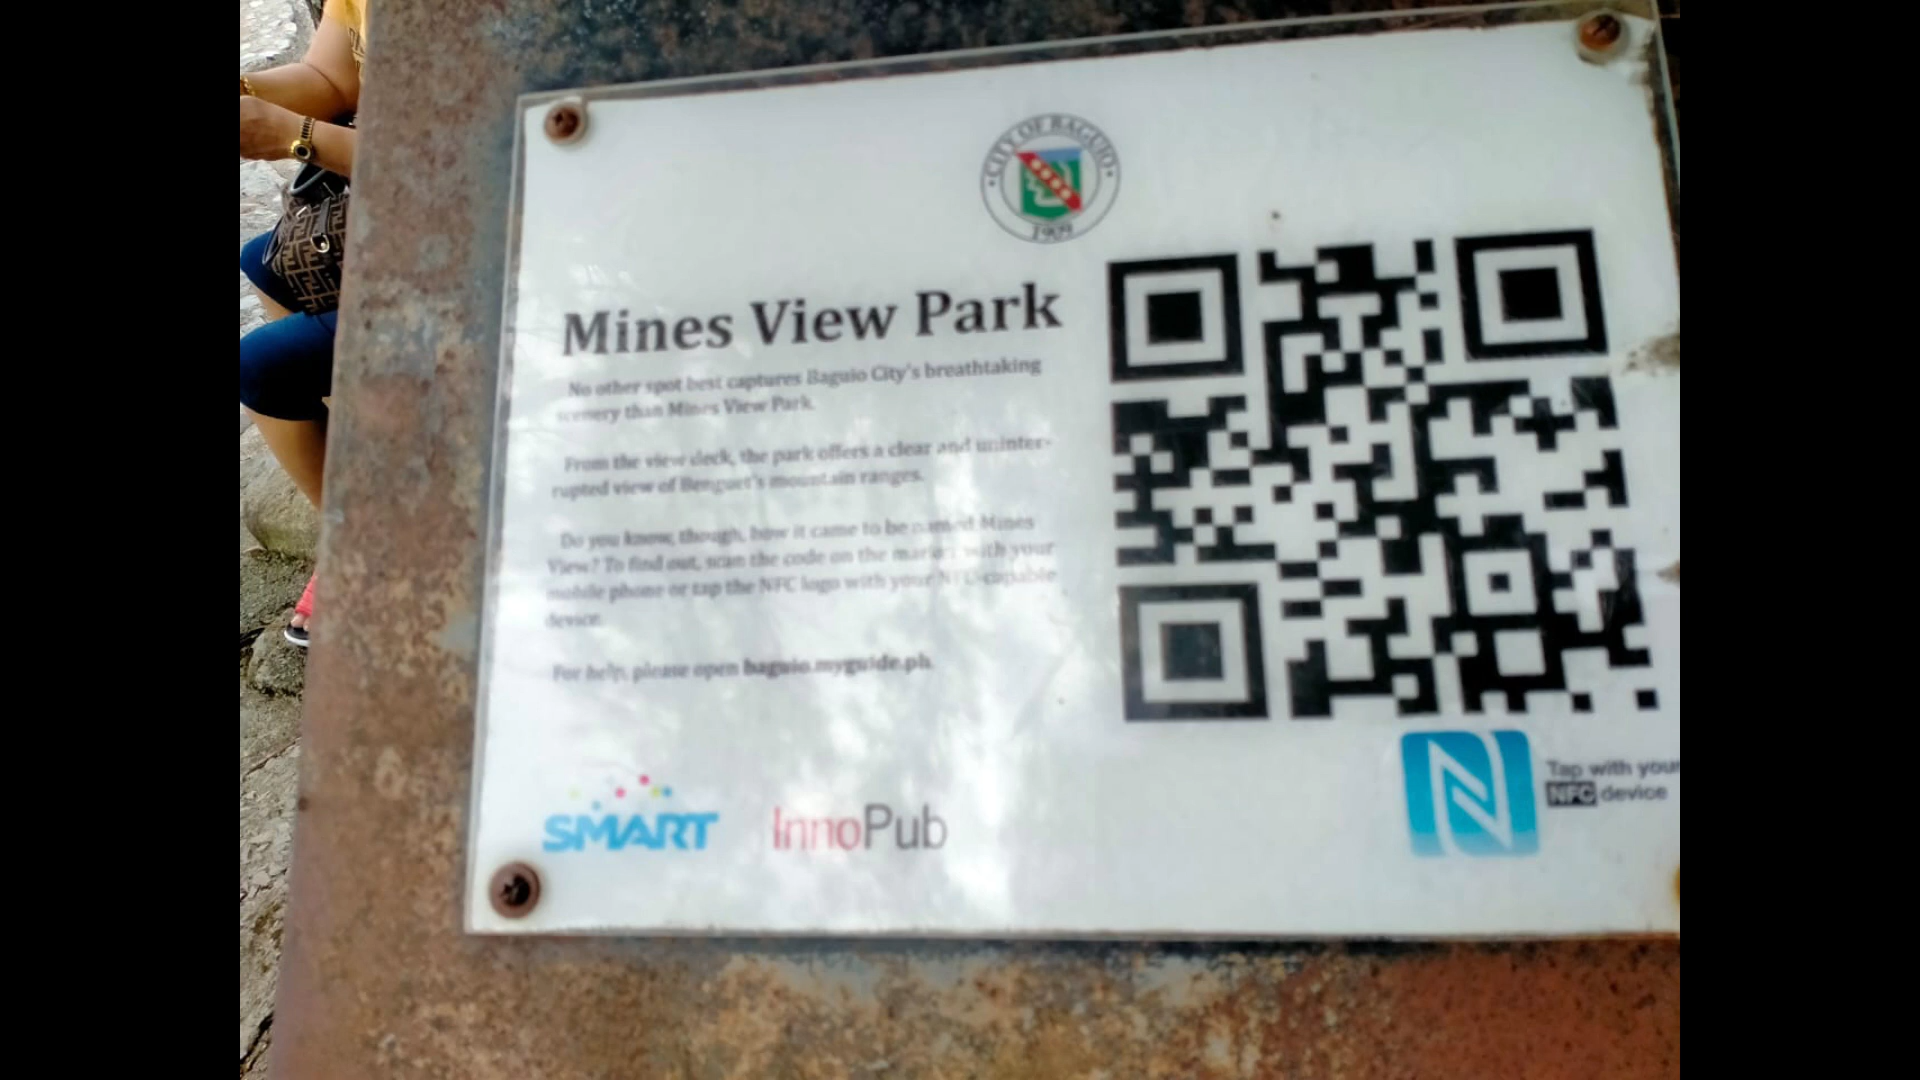 CITY OF BAGUIO
1909
Mines View Park
No other spot best captures Baguio City's breathtaking
scenery than Mines View Park.
From the view deck, the park offers a clear and uninter-
rupted view of Benguet's mountain ranges.
Do you know, though, how it came to be named Mines
View? To find out, scan the code on the marker with your
mobile phone or tap the NFC logo with your NFC-capable
device.
For help, please open baguio.myguide.ph.
SMART
InnoPub
Tap with your
NFC device